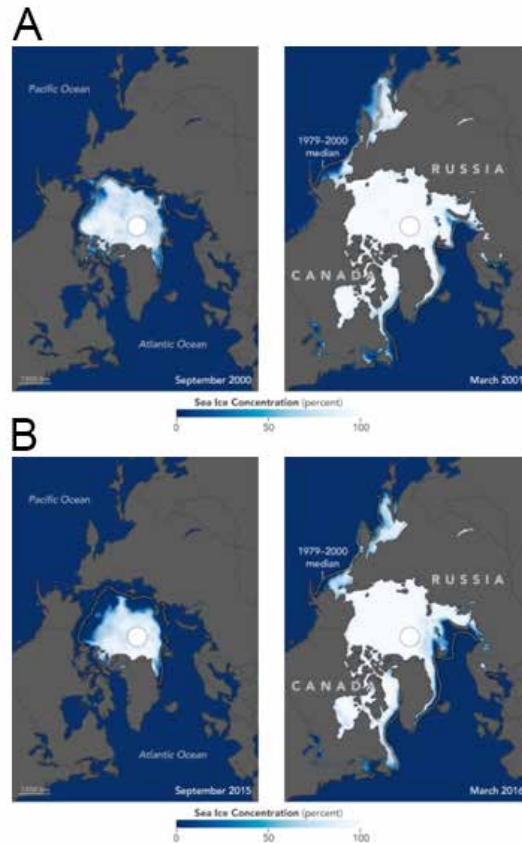 A
Pacific Ocean
Atlantic Ocean
September 2000
1979–2000
median
RUSSIA
CANADA
March 2001
Sea Ice Concentration (percent)
0 50 100
B
Pacific Ocean
Atlantic Ocean
September 2015
1979–2000
median
RUSSIA
CANADA
March 2016
Sea Ice Concentration (percent)
0 50 100